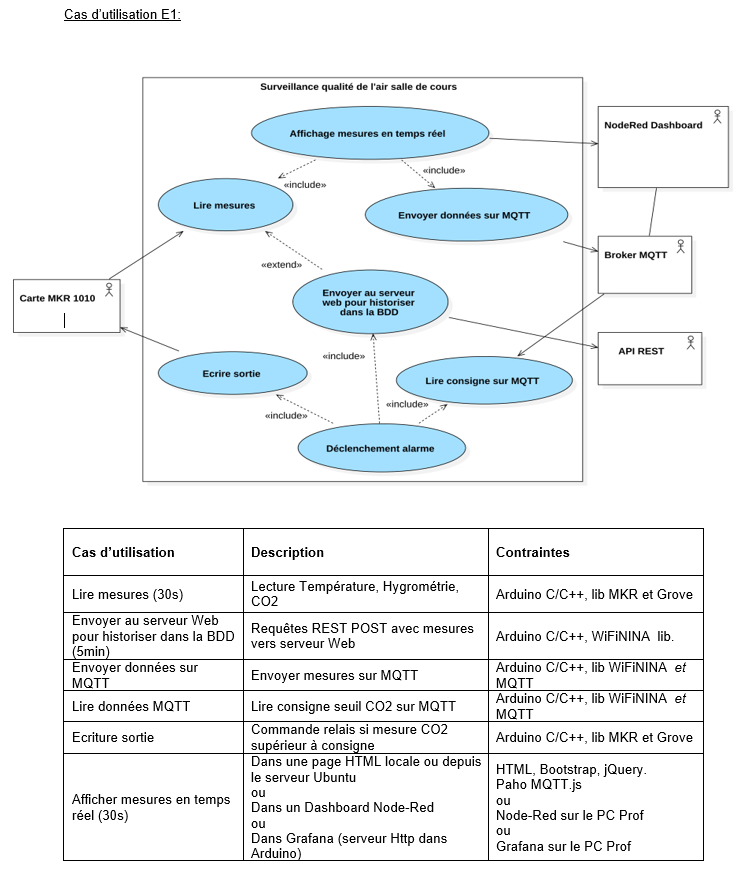 Cas d'utilisation E1:
Surveillance qualité de l'air salle de cours
Affichage mesures en temps réel
NodeRed Dashboard
«include»
«include»
Lire mesures
Envoyer données sur MQTT
Broker MQTT
«extend»
Carte MKR 1010
Envoyer au serveur
web pour historiser
dans la BDD
API REST
«include»
Ecrire sortie
Lire consigne sur MQTT
«include»
«include»
Déclenchement alarme
Cas d'utilisation
Description
Contraintes
Lire mesures (30s)
Lecture Température, Hygrométrie,
CO2
Arduino C/C++, lib MKR et Grove
Envoyer au serveur Web
pour historiser dans la BDD
(5min)
Requêtes REST POST avec mesures
vers serveur Web
Arduino C/C++, WiFiNINA lib.
Envoyer données sur
MQTT
Envoyer mesures sur MQTT
Arduino C/C++, lib WiFiNINA et
MQTT
Lire données MQTT
Lire consigne seuil CO2 sur MQTT
Arduino C/C++, lib WiFiNINA et
MQTT
Ecriture sortie
Commande relais si mesure CO2
supérieur à consigne
Arduino C/C++, lib MKR et Grove
Afficher mesures en temps
réel (30s)
Dans une page HTML locale ou depuis
le serveur Ubuntu
ou
Dans un Dashboard Node-Red
ou
Dans Grafana (serveur Http dans
Arduino)
HTML, Bootstrap, jQuery.
Paho MQTT.js
ou
Node-Red sur le PC Prof
ou
Grafana sur le PC Prof